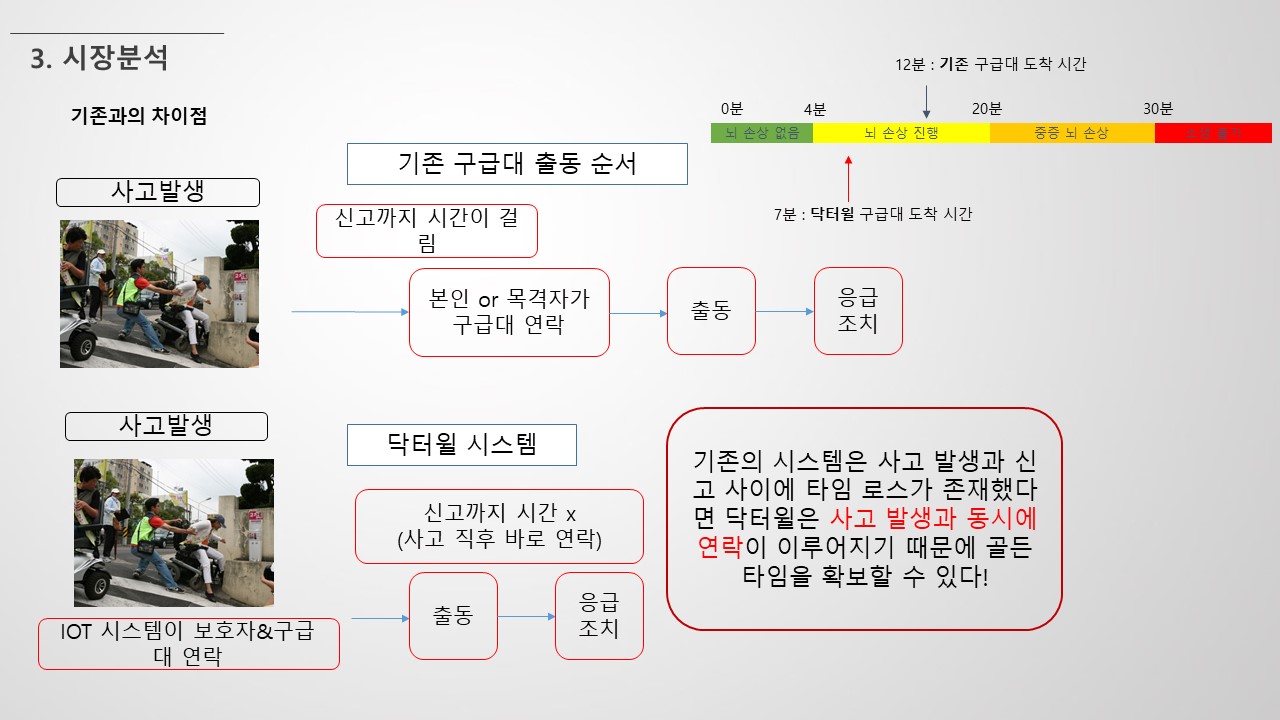 3. 시장분석
기존과의 차이점
12분 : 기존 구급대 도착 시간
0분
4분
20분
30분
뇌 손상 없음
뇌 손상 진행
중증 뇌 손상
7분 : 닥터윌 구급대 도착 시간
기존 구급대 출동 순서
사고발생
신고까지 시간이 걸
림
본인 or 목격자가
구급대 연락
출동
응급
조치
사고발생
닥터윌 시스템
신고까지 시간 x
(사고 직후 바로 연락)
출동
응급
조치
IOT 시스템이 보호자&구급
대 연락
기존의 시스템은 사고 발생과 신
고 사이에 타임 로스가 존재했다
면 닥터윌은 사고 발생과 동시에
연락이 이루어지기 때문에 골든
타임을 확보할 수 있다!